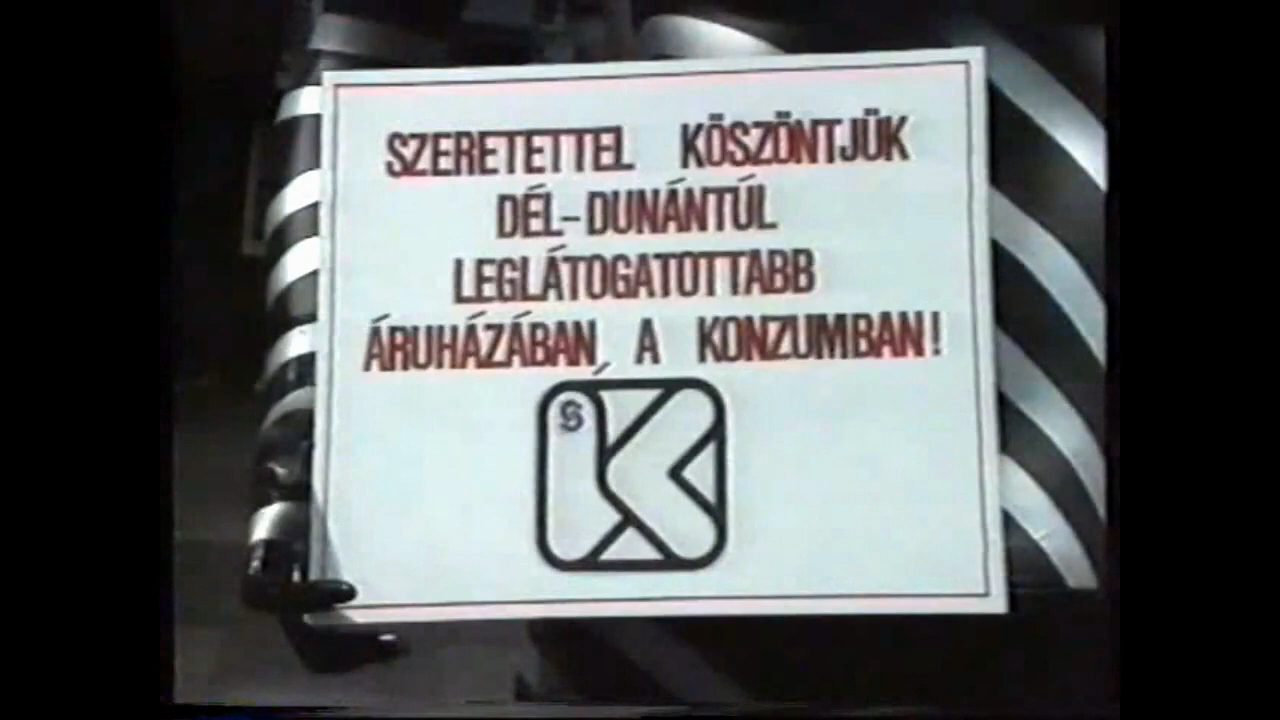 SZERETETTEL KÖSZÖNTJÜK
DÉL-DUNÁNTÚL
LEGLÁTOGATOTTABB
ÁRUHÁZÁBAN, A KONZUMBAN!
S K